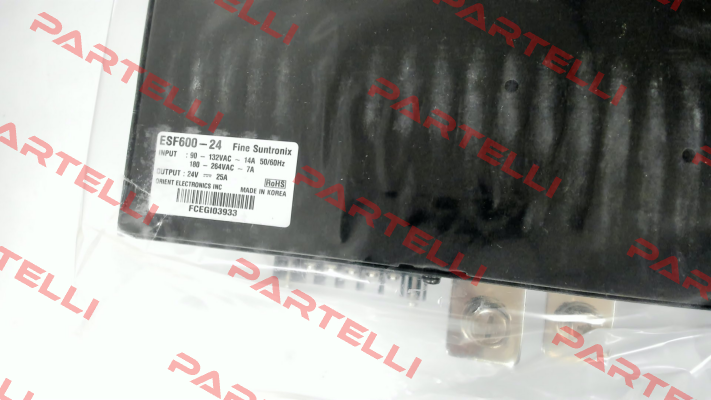 ESF600-24 Fine Suntronix
INPUT : 90 - 132VAC ~ 14A 50/60Hz
180 - 264VAC ~ 7A
OUTPUT : 24V ⎓ 25A
ORIENT ELECTRONICS INC
RoHS
MADE IN KOREA
FCEGI03933
PARTELLI
PARTELLI
PARTELLI
PARTELLI
PARTELLI
PARTELLI
PARTELLI
PARTELLI
PARTELLI